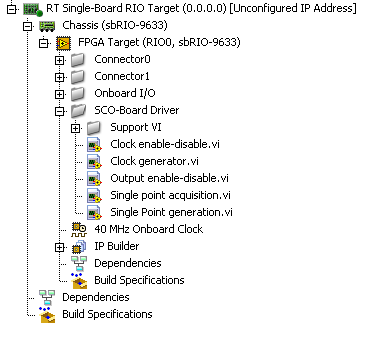 RT Single-Board RIO Target (0.0.0.0) [Unconfigured IP Address]
Chassis (sbRIO-9633)
FPGA Target (RIO0, sbRIO-9633)
Connector0
Connector1
Onboard I/O
SCO-Board Driver
Support VI
Clock enable-disable.vi
Clock generator.vi
Output enable-disable.vi
Single point acquisition.vi
Single Point generation.vi
40 MHz Onboard Clock
IP Builder
Dependencies
Build Specifications
Dependencies
Build Specifications